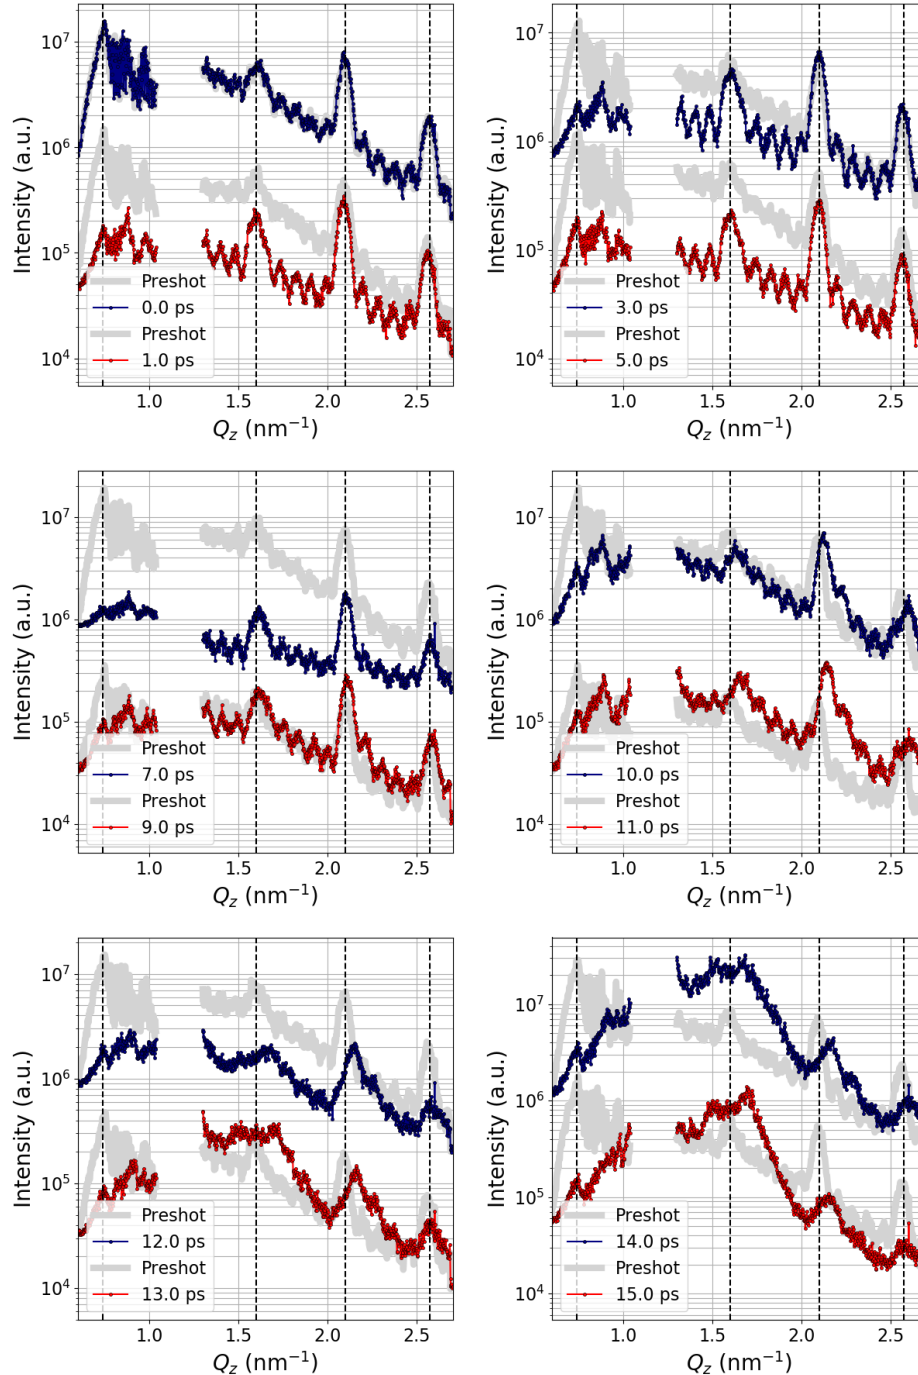 10⁷
10⁶
10⁵
10⁴
Intensity (a.u.)
Intensity (a.u.)
Preshot
0.0 ps
Preshot
1.0 ps
1.0
1.5
2.0
2.5
Q_z (nm⁻¹)
10⁷
10⁶
10⁵
10⁴
Intensity (a.u.)
Intensity (a.u.)
Preshot
3.0 ps
Preshot
5.0 ps
1.0
1.5
2.0
2.5
Q_z (nm⁻¹)
10⁷
10⁶
10⁵
10⁴
Intensity (a.u.)
Intensity (a.u.)
Preshot
7.0 ps
Preshot
9.0 ps
1.0
1.5
2.0
2.5
Q_z (nm⁻¹)
10⁷
10⁶
10⁵
10⁴
Intensity (a.u.)
Intensity (a.u.)
Preshot
10.0 ps
Preshot
11.0 ps
1.0
1.5
2.0
2.5
Q_z (nm⁻¹)
10⁷
10⁶
10⁵
10⁴
Intensity (a.u.)
Intensity (a.u.)
Preshot
12.0 ps
Preshot
13.0 ps
1.0
1.5
2.0
2.5
Q_z (nm⁻¹)
10⁷
10⁶
10⁵
10⁴
Intensity (a.u.)
Intensity (a.u.)
Preshot
14.0 ps
Preshot
15.0 ps
1.0
1.5
2.0
2.5
Q_z (nm⁻¹)